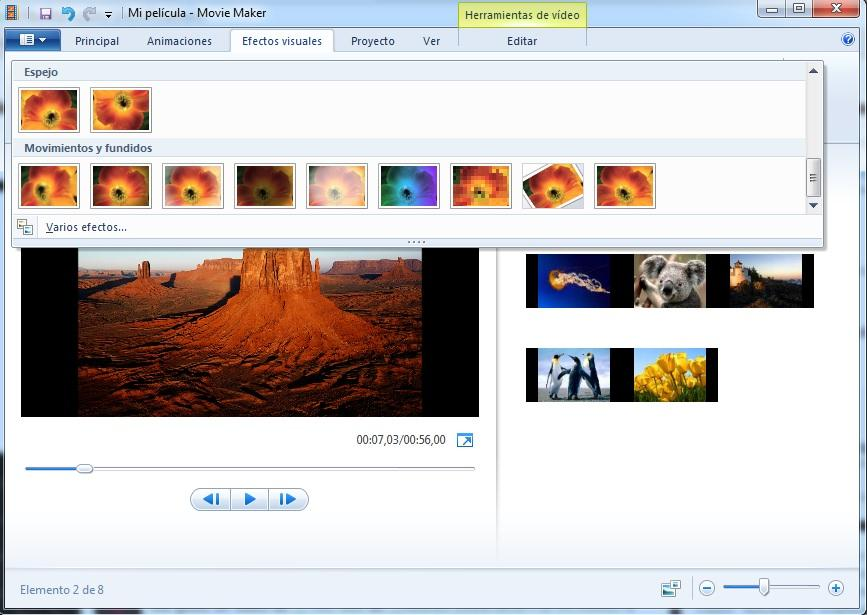 Mi película - Movie Maker
Herramientas de vídeo
Principal
Animaciones
Efectos visuales
Proyecto
Ver
Editar
Espejo
Movimientos y fundidos
Varios efectos...
00:07,03/00:56,00
Elemento 2 de 8